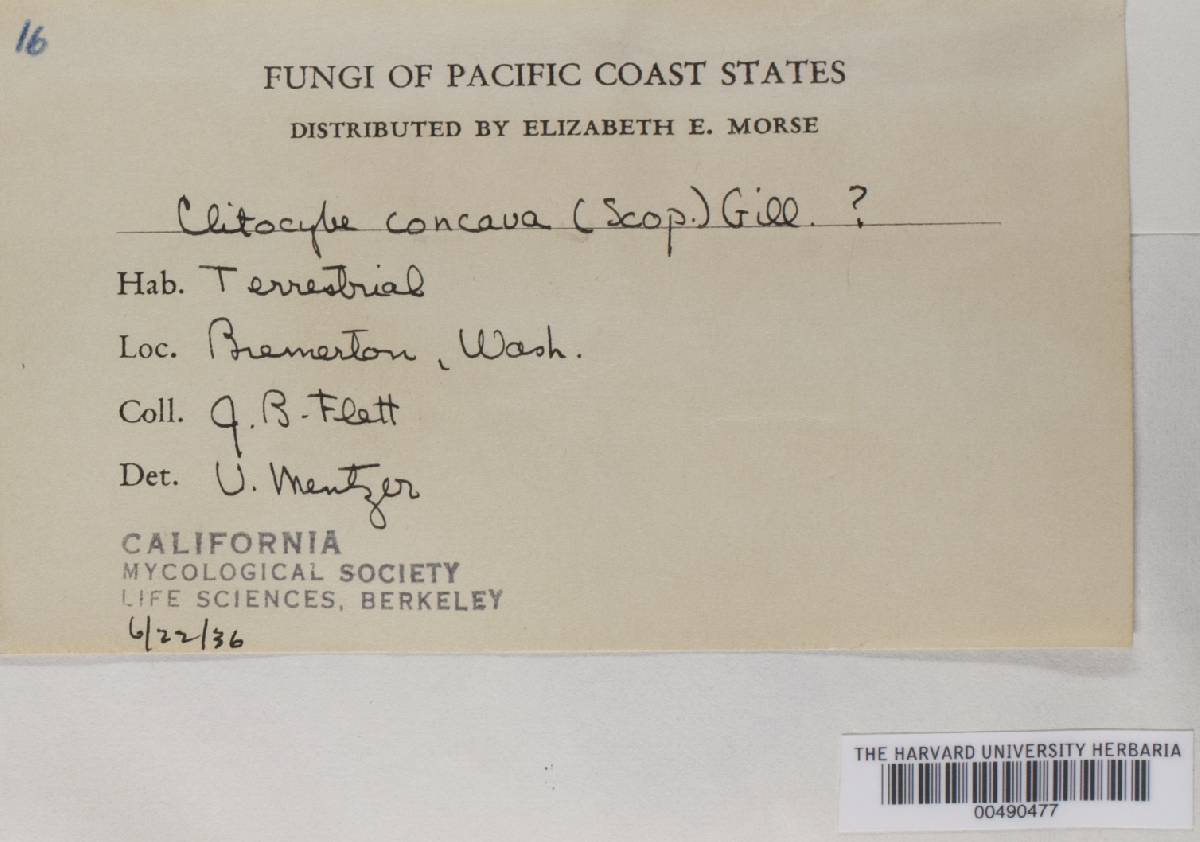 16
FUNGI OF PACIFIC COAST STATES
DISTRIBUTED BY ELIZABETH E. MORSE
Clitocybe concava (Scop.) Gill. ?
Hab. Terrestrial
Loc. Bremerton, Wash.
Coll. J. B. Flett
Det. V. Mentzer
CALIFORNIA
MYCOLOGICAL SOCIETY
LIFE SCIENCES, BERKELEY
6/22/36
THE HARVARD UNIVERSITY HERBARIA
00490477